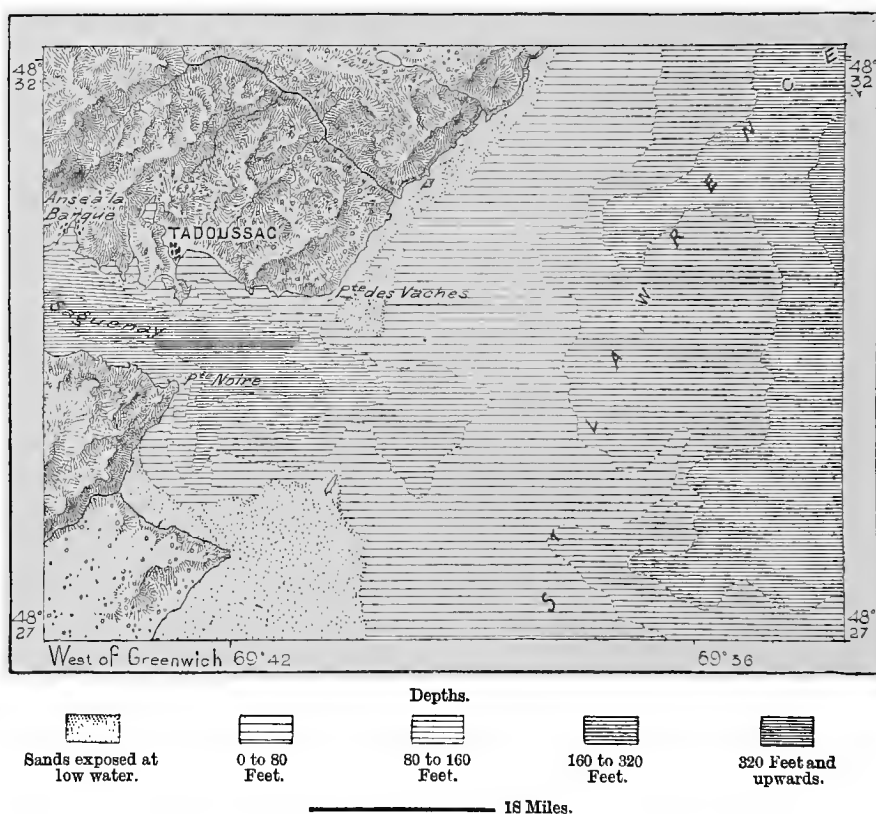 48°
32
E
C
N
E
R
W
A
L
T
S
48°
32
Anse à la
Barque
TADOUSSAC
Pte des Vaches
Saguenay
Pte Noire
48°
27
48°
27
West of Greenwich 69°42
69°36
Depths.
Sands exposed at
low water.
0 to 80
Feet.
80 to 160
Feet.
160 to 320
Feet.
320 Feet and
upwards.
18 Miles.